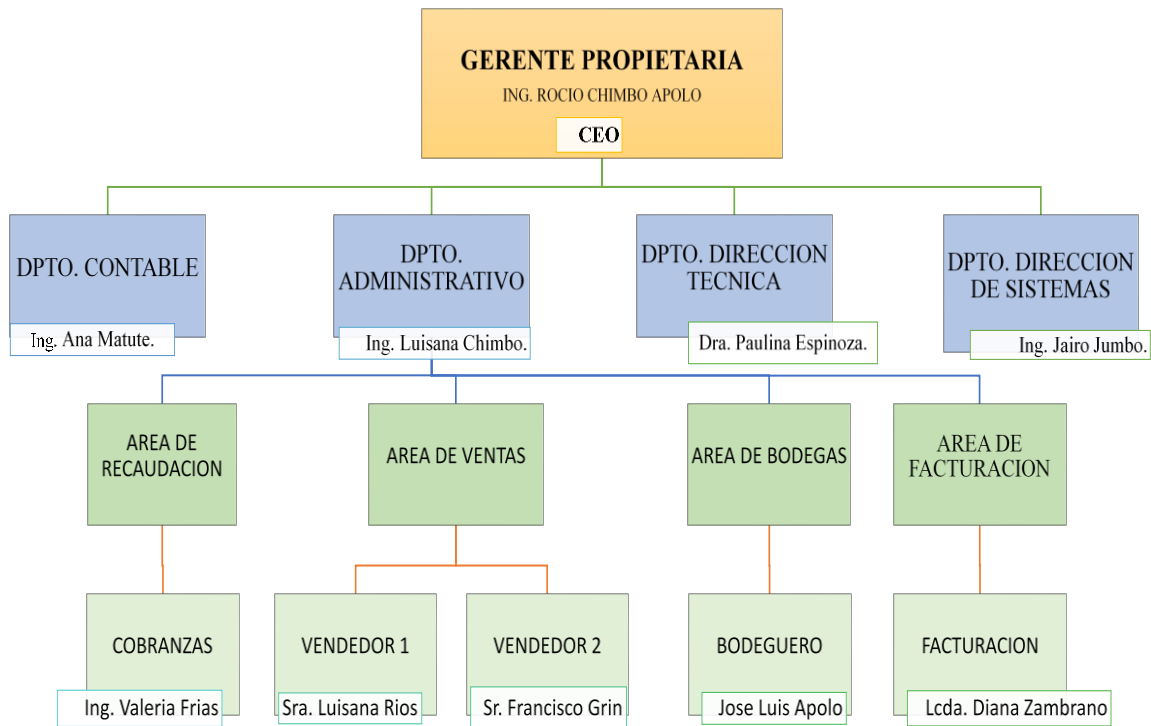 GERENTE PROPIETARIA
ING. ROCIO CHIMBO APOLO
CEO
DPTO. CONTABLE
Ing. Ana Matute.
DPTO.
ADMINISTRATIVO
Ing. Luisana Chimbo.
DPTO. DIRECCION
TECNICA
Dra. Paulina Espinoza.
DPTO. DIRECCION
DE SISTEMAS
Ing. Jairo Jumbo.
AREA DE
RECAUDACION
AREA DE VENTAS
AREA DE BODEGAS
AREA DE
FACTURACION
COBRANZAS
Ing. Valeria Frias
VENDEDOR 1
Sra. Luisana Rios
VENDEDOR 2
Sr. Francisco Grin
BODEGUERO
Jose Luis Apolo
FACTURACION
Lcda. Diana Zambrano